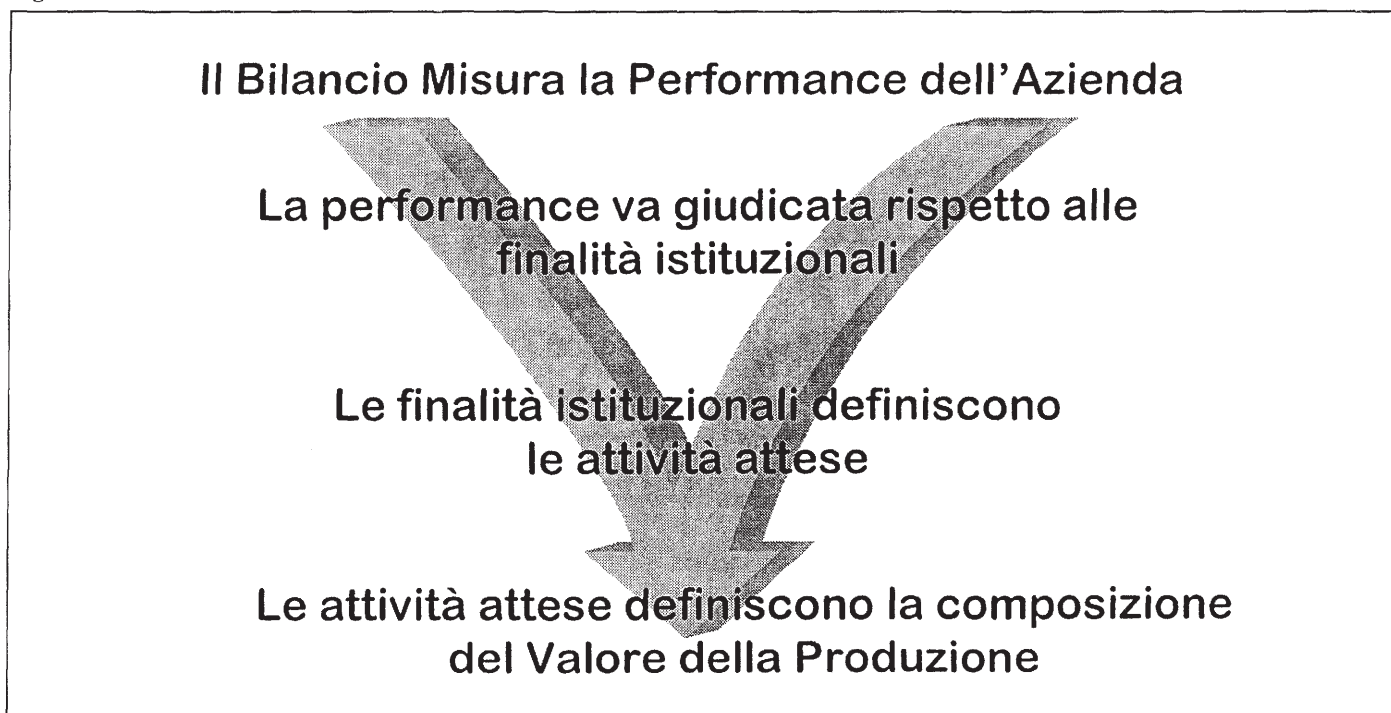 Il Bilancio Misura la Performance dell'Azienda
La performance va giudicata rispetto alle
finalità istituzionali
Le finalità istituzionali definiscono
le attività attese
Le attività attese definiscono la composizione
del Valore della Produzione